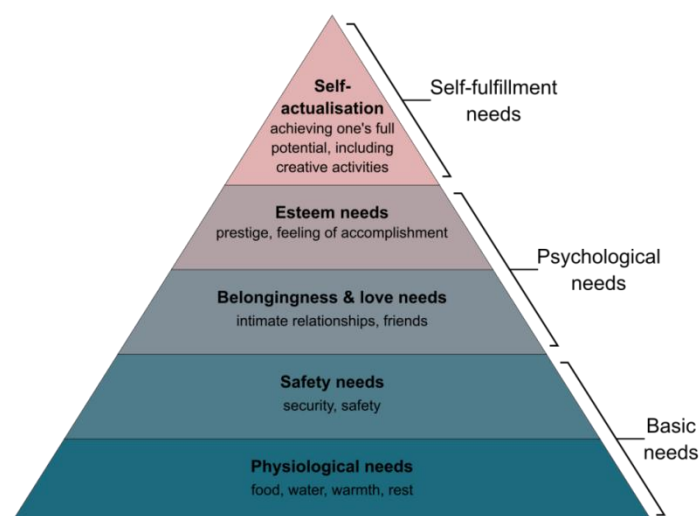 Self-
actualisation
achieving one's full
potential, including
creative activities
Self-fulfillment
needs
Esteem needs
prestige, feeling of accomplishment
Belongingness & love needs
intimate relationships, friends
Psychological
needs
Safety needs
security, safety
Physiological needs
food, water, warmth, rest
Basic
needs